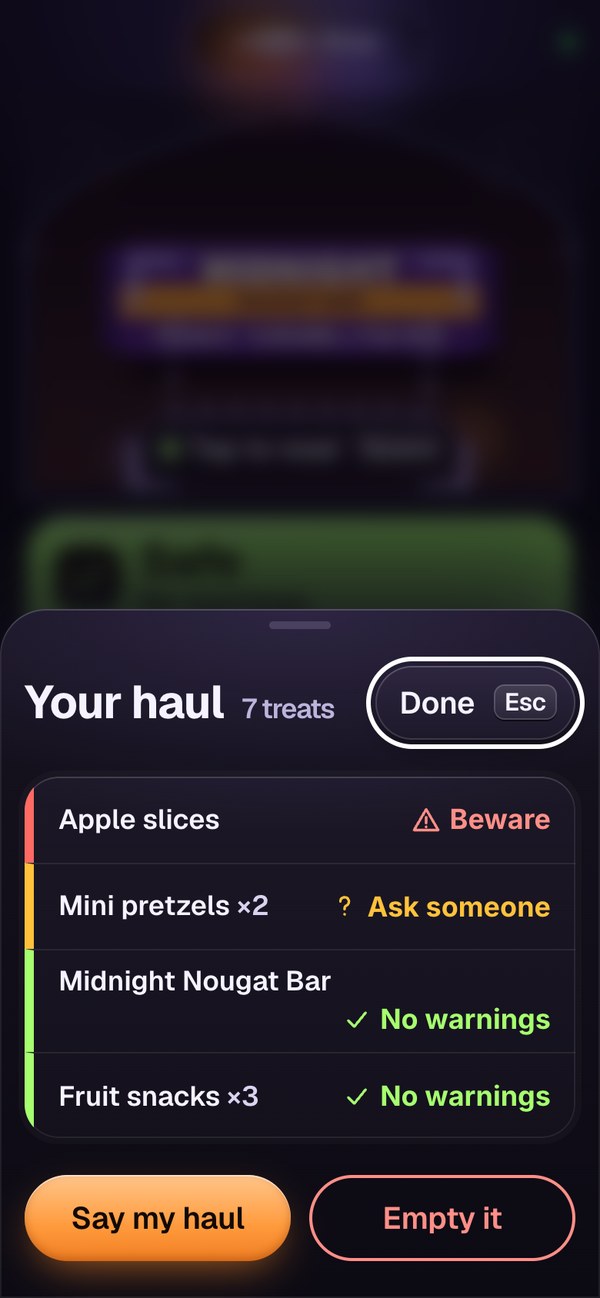 Your haul 7 treats Done Esc
Apple slices Beware
Mini pretzels ×2 ? Ask someone
Midnight Nougat Bar
No warnings
Fruit snacks ×3 No warnings
Say my haul Empty it